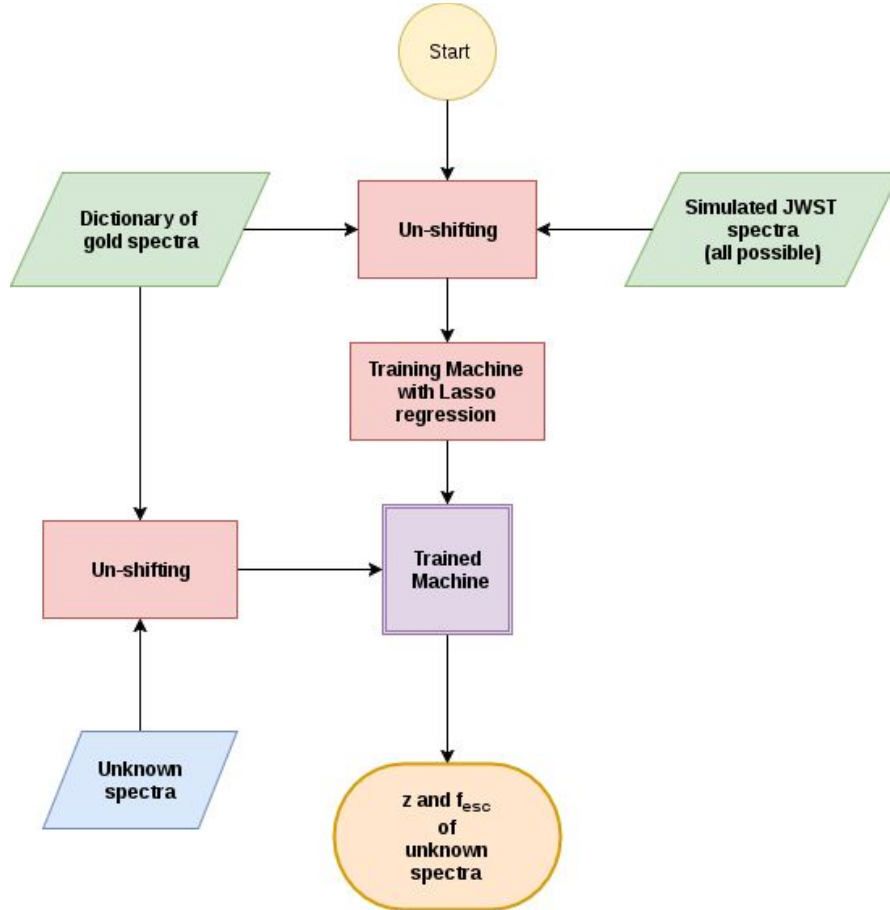 Start
Dictionary of
gold spectra
Un-shifting
Simulated JWST
spectra
(all possible)
Training Machine
with Lasso
regression
Un-shifting
Trained
Machine
Unknown
spectra
z and fesc
of
unknown
spectra